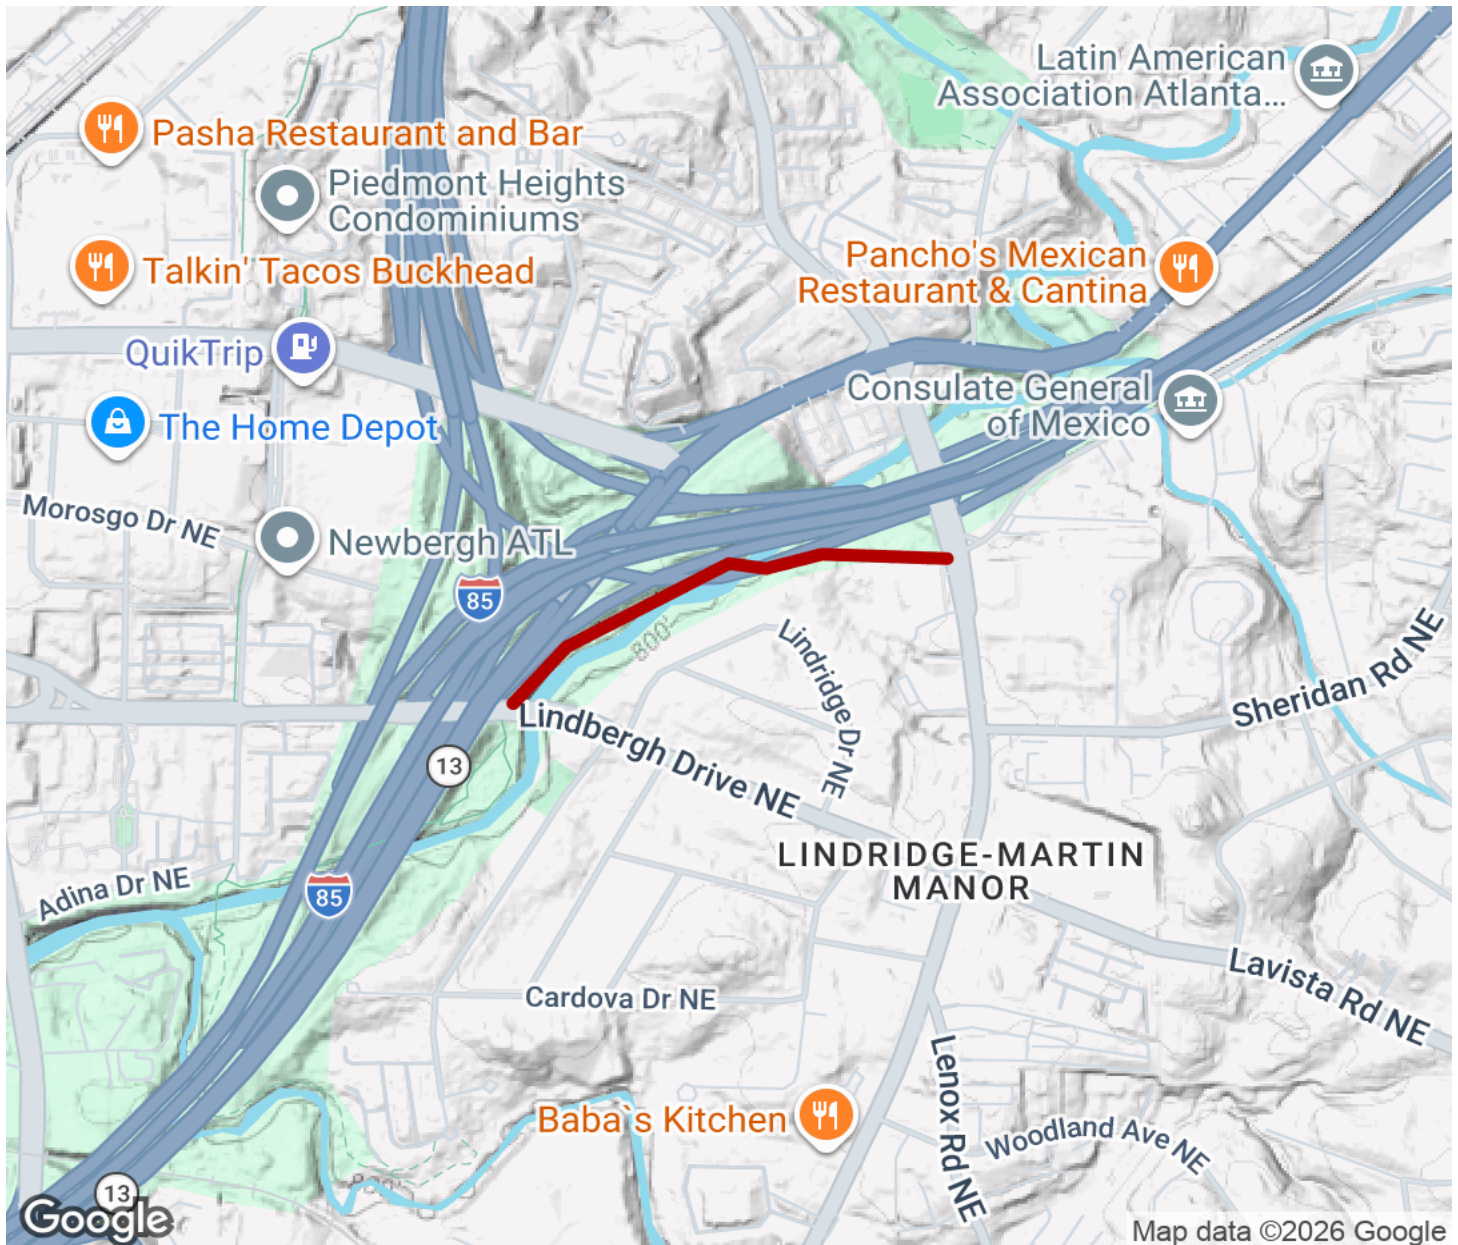 Latin American
Association Atlanta...
Pasha Restaurant and Bar
Piedmont Heights
Condominiums
Talkin' Tacos Buckhead
Pancho's Mexican
Restaurant & Cantina
QuikTrip
Consulate General
of Mexico
The Home Depot
Morosgo Dr NE
Newbergh ATL
85
800'
Lindridge Dr NE
Sheridan Rd NE
Lindbergh Drive NE
13
LINDRIDGE-MARTIN
MANOR
Adina Dr NE
85
Lavista Rd NE
Cardova Dr NE
Lenox Rd NE
Baba`s Kitchen
Woodland Ave NE
13
Google
Map data ©2026 Google